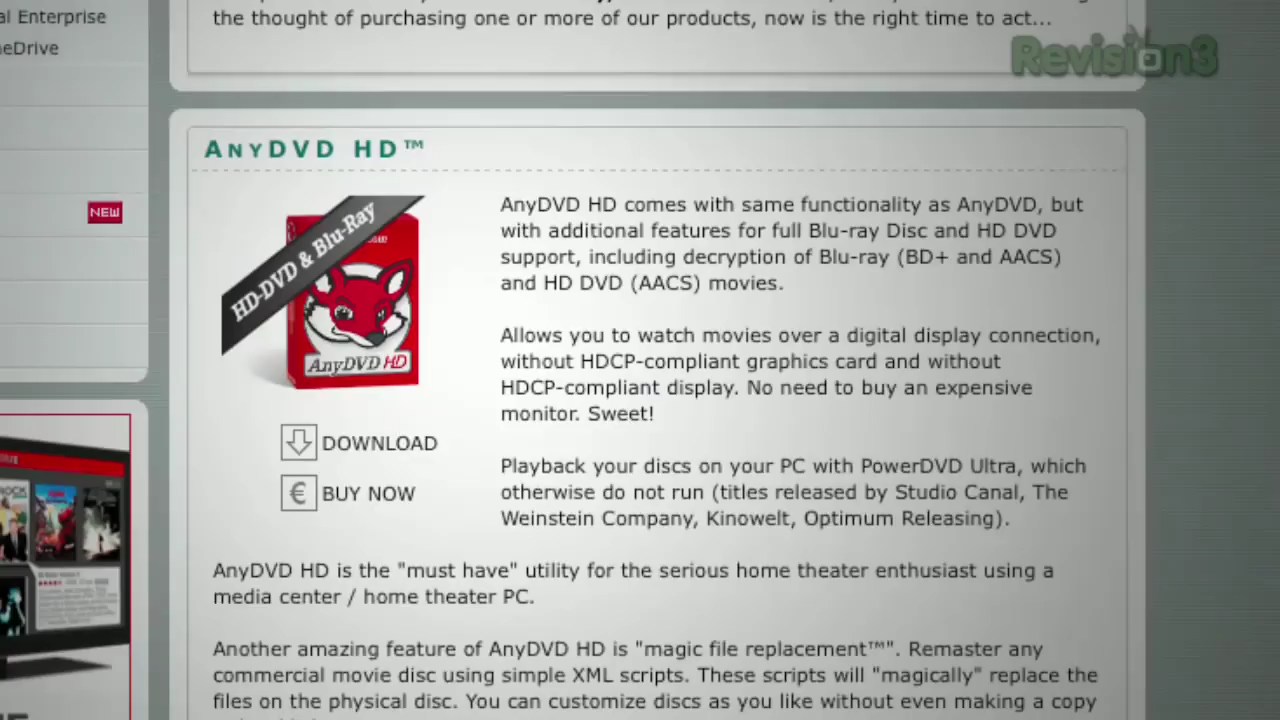 al Enterprise
eDrive
the thought of purchasing one or more of our products, now is the right time to act...
Revision3
NEW
ANYDVD HD™
HD-DVD & Blu-Ray
AnyDVD HD
DOWNLOAD
€ BUY NOW
AnyDVD HD comes with same functionality as AnyDVD, but
with additional features for full Blu-ray Disc and HD DVD
support, including decryption of Blu-ray (BD+ and AACS)
and HD DVD (AACS) movies.
Allows you to watch movies over a digital display connection,
without HDCP-compliant graphics card and without
HDCP-compliant display. No need to buy an expensive
monitor. Sweet!
Playback your discs on your PC with PowerDVD Ultra, which
otherwise do not run (titles released by Studio Canal, The
Weinstein Company, Kinowelt, Optimum Releasing).
AnyDVD HD is the "must have" utility for the serious home theater enthusiast using a
media center / home theater PC.
Another amazing feature of AnyDVD HD is "magic file replacement™". Remaster any
commercial movie disc using simple XML scripts. These scripts will "magically" replace the
files on the physical disc. You can customize discs as you like without even making a copy